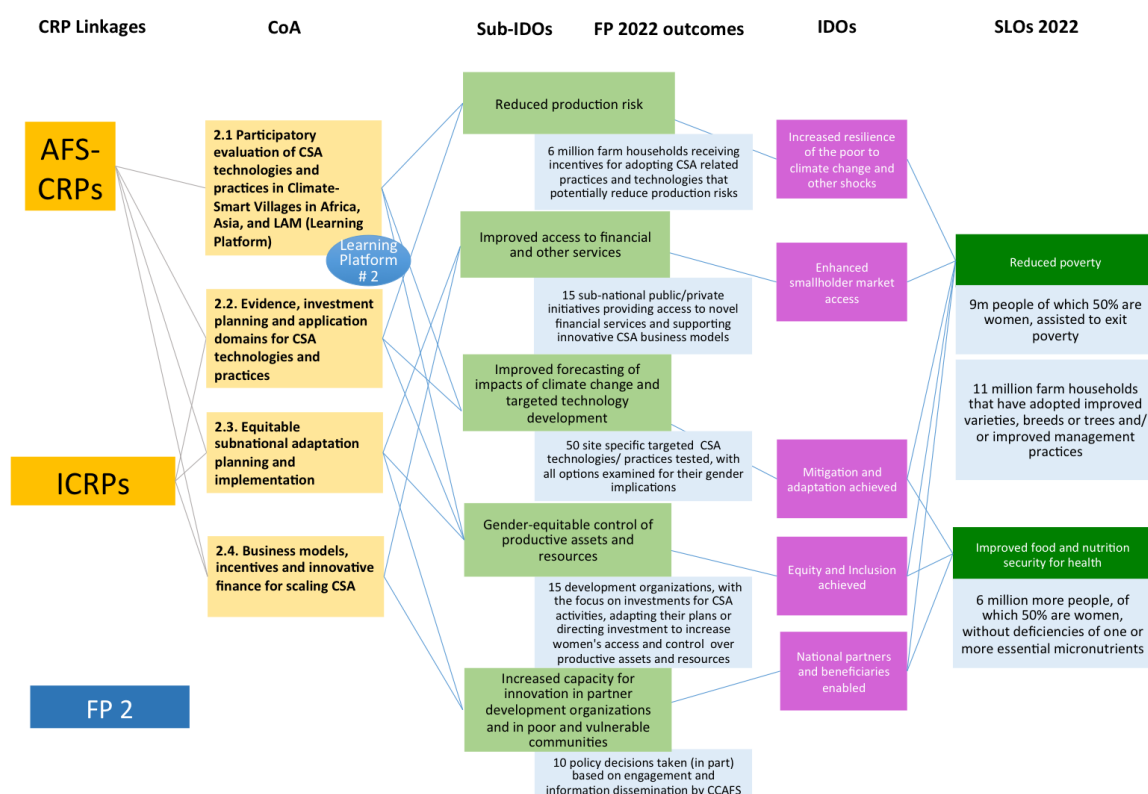 CRP Linkages
CoA
Sub-IDOs
FP 2022 outcomes
IDOs
SLOs 2022
AFS-
CRPs
ICRPs
FP 2
2.1 Participatory
evaluation of CSA
technologies and
practices in Climate-
Smart Villages in Africa,
Asia, and LAM (Learning
Platform)
Learning
Platform
# 2
2.2. Evidence, investment
planning and application
domains for CSA
technologies and
practices
2.3. Equitable
subnational adaptation
planning and
implementation
2.4. Business models,
incentives and innovative
finance for scaling CSA
Reduced production risk
6 million farm households receiving
incentives for adopting CSA related
practices and technologies that
potentially reduce production risks
Improved access to financial
and other services
15 sub-national public/private
initiatives providing access to novel
financial services and supporting
innovative CSA business models
Improved forecasting of
impacts of climate change and
targeted technology
development
50 site specific targeted CSA
technologies/ practices tested, with
all options examined for their gender
implications
Gender-equitable control of
productive assets and
resources
15 development organizations, with
the focus on investments for CSA
activities, adapting their plans or
directing investment to increase
women's access and control over
productive assets and resources
Increased capacity for
innovation in partner
development organizations
and in poor and vulnerable
communities
10 policy decisions taken (in part)
based on engagement and
information dissemination by CCAFS
Increased resilience
of the poor to
climate change and
other shocks
Enhanced
smallholder market
access
Mitigation and
adaptation achieved
Equity and Inclusion
achieved
National partners
and beneficiaries
enabled
Reduced poverty
9m people of which 50% are
women, assisted to exit
poverty
11 million farm households
that have adopted improved
varieties, breeds or trees and/
or improved management
practices
Improved food and nutrition
security for health
6 million more people, of
which 50% are women,
without deficiencies of one or
more essential micronutrients